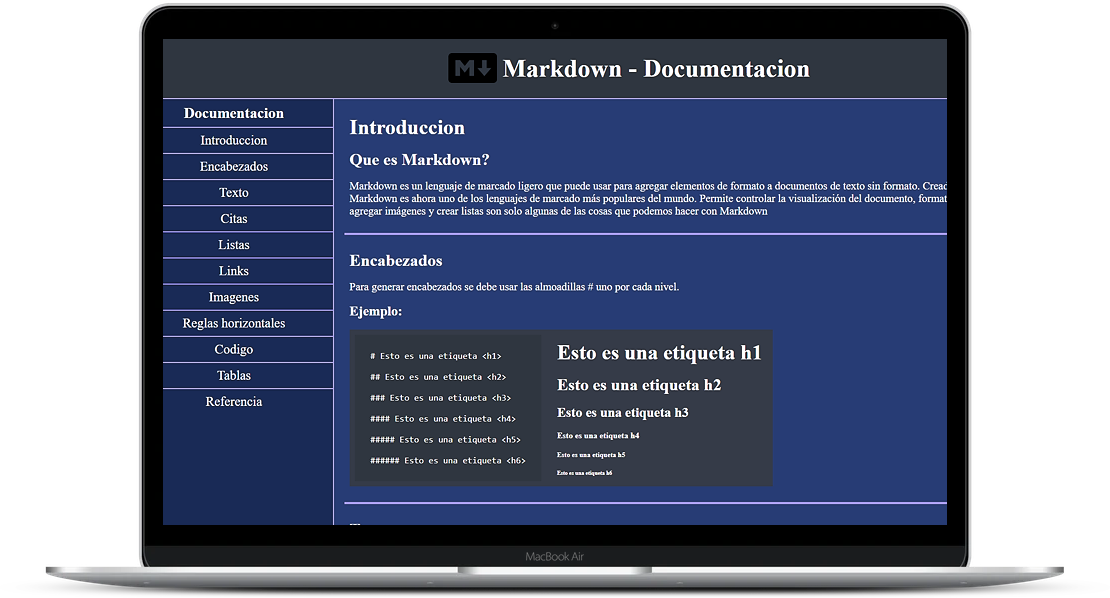 M Markdown - Documentacion
Documentacion
Introduccion
Encabezados
Texto
Citas
Listas
Links
Imagenes
Reglas horizontales
Codigo
Tablas
Referencia
Introduccion
Que es Markdown?
Markdown es un lenguaje de marcado ligero que puede usar para agregar elementos de formato a documentos de texto sin formato. Cread
Markdown es ahora uno de los lenguajes de marcado más populares del mundo. Permite controlar la visualización del documento, format
agregar imágenes y crear listas son solo algunas de las cosas que podemos hacer con Markdown
Encabezados
Para generar encabezados se debe usar las almoadillas # uno por cada nivel.
Ejemplo:
# Esto es una etiqueta <h1>
## Esto es una etiqueta <h2>
### Esto es una etiqueta <h3>
#### Esto es una etiqueta <h4>
##### Esto es una etiqueta <h5>
###### Esto es una etiqueta <h6>
Esto es una etiqueta h1
Esto es una etiqueta h2
Esto es una etiqueta h3
Esto es una etiqueta h4
Esto es una etiqueta h5
Esto es una etiqueta h6
MacBook Air